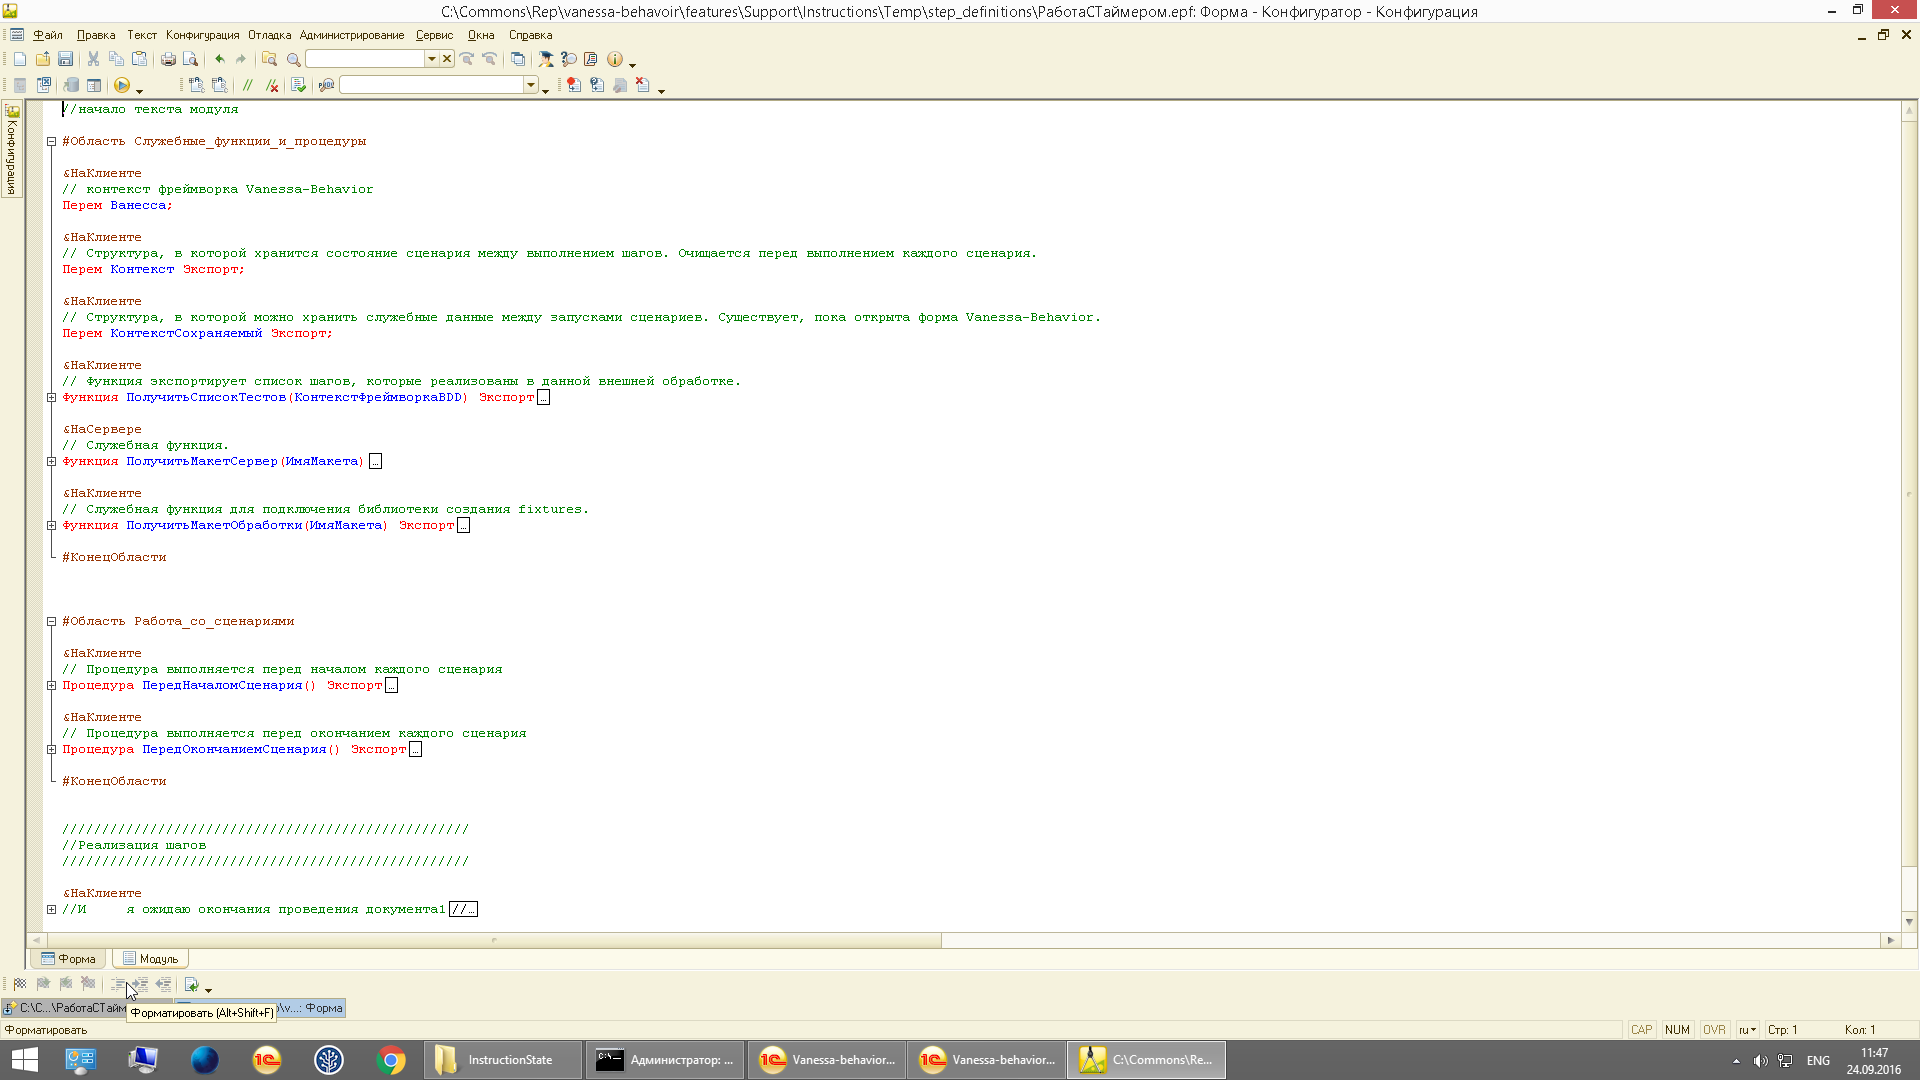 C:\Commons\Rep\vanessa-behavoir\features\Support\Instructions\Temp\step_definitions\РаботаСТаймером.epf: Форма - Конфигуратор - Конфигурация
Файл Правка Текст Конфигурация Отладка Администрирование Сервис Окна Справка
Конфигурация
//начало текста модуля
#Область Служебные_функции_и_процедуры
&НаКлиенте
// контекст фреймворка Vanessa-Behavior
Перем Ванесса;
&НаКлиенте
// Структура, в которой хранится состояние сценария между выполнением шагов. Очищается перед выполнением каждого сценария.
Перем Контекст Экспорт;
&НаКлиенте
// Структура, в которой можно хранить служебные данные между запусками сценариев. Существует, пока открыта форма Vanessa-Behavior.
Перем КонтекстСохраняемый Экспорт;
&НаКлиенте
// Функция экспортирует список шагов, которые реализованы в данной внешней обработке.
Функция ПолучитьСписокТестов(КонтекстФреймворкаBDD) Экспорт…
&НаСервере
// Служебная функция.
Функция ПолучитьМакетСервер(ИмяМакета)…
&НаКлиенте
// Служебная функция для подключения библиотеки создания fixtures.
Функция ПолучитьМакетОбработки(ИмяМакета) Экспорт…
#КонецОбласти
#Область Работа_со_сценариями
&НаКлиенте
// Процедура выполняется перед началом каждого сценария
Процедура ПередНачаломСценария() Экспорт…
&НаКлиенте
// Процедура выполняется перед окончанием каждого сценария
Процедура ПередОкончаниемСценария() Экспорт…
#КонецОбласти
///////////////////////////////////////////////////
//Реализация шагов
///////////////////////////////////////////////////
&НаКлиенте
//И     я ожидаю окончания проведения документа1 //…
Форма Модуль
C:\C...\РаботаСТайм \v...: Форма
Форматировать (Alt+Shift+F)
Форматировать CAP NUM OVR ru Стр: 1 Кол: 1
InstructionState Администратор: ... Vanessa-behavior... Vanessa-behavior... C:\Commons\Re... ENG 11:47
24.09.2016